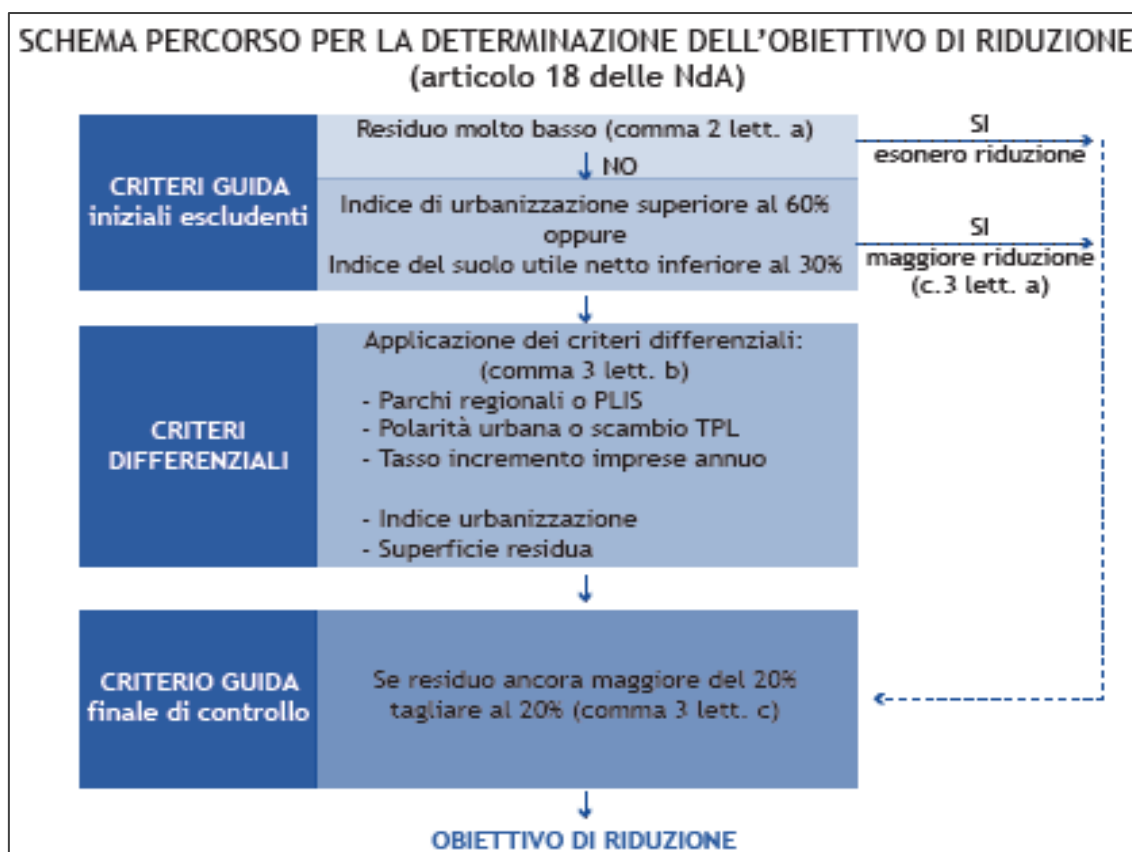 SCHEMA PERCORSO PER LA DETERMINAZIONE DELL'OBIETTIVO DI RIDUZIONE
(articolo 18 delle NdA)
CRITERI GUIDA
iniziali escludenti
Residuo molto basso (comma 2 lett. a)
NO
SI
esonero riduzione
Indice di urbanizzazione superiore al 60%
oppure
Indice del suolo utile netto inferiore al 30%
SI
maggiore riduzione
(c.3 lett. a)
CRITERI
DIFFERENZIALI
Applicazione dei criteri differenziali:
(comma 3 lett. b)
- Parchi regionali o PLIS
- Polarità urbana o scambio TPL
- Tasso incremento imprese annuo
- Indice urbanizzazione
- Superficie residua
CRITERIO GUIDA
finale di controllo
Se residuo ancora maggiore del 20%
tagliare al 20% (comma 3 lett. c)
OBIETTIVO DI RIDUZIONE